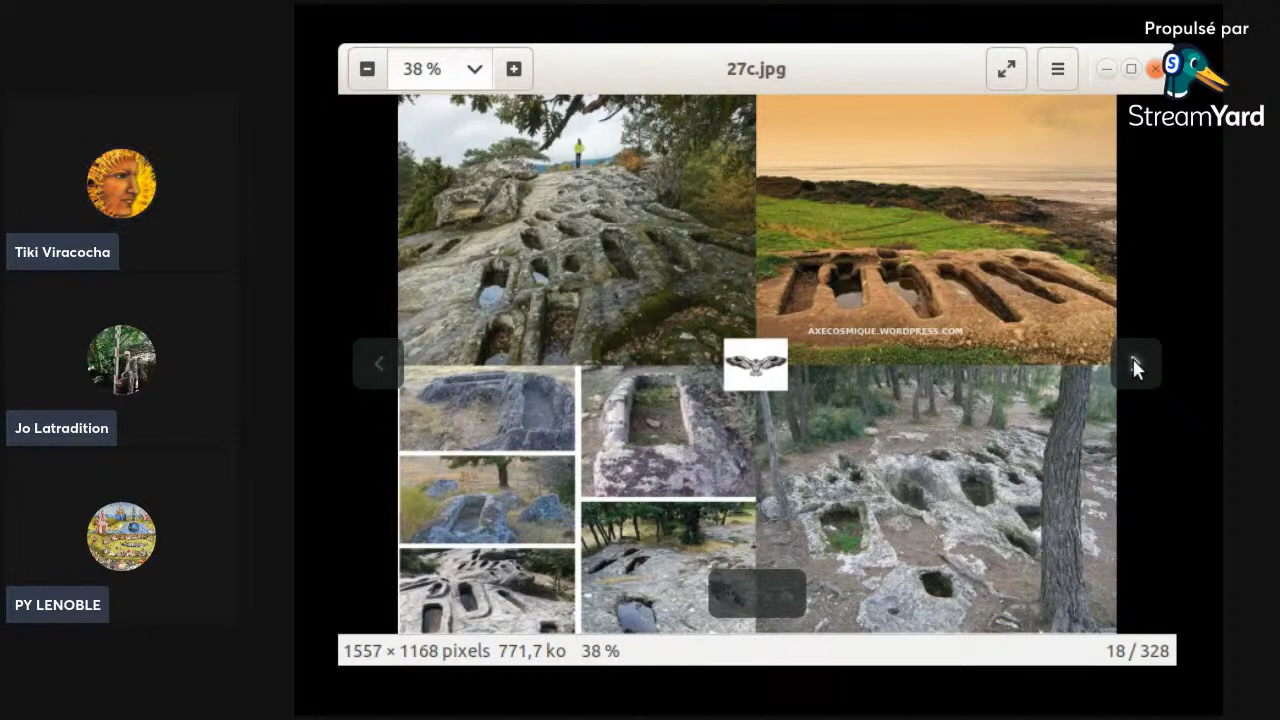 Propulsé par
StreamYard
38 %
27c.jpg
Tiki Viracocha
Jo Latradition
PY LENOBLE
AXECOSMIQUE.WORDPRESS.COM
1557 × 1168 pixels 771,7 ko 38 %
18 / 328